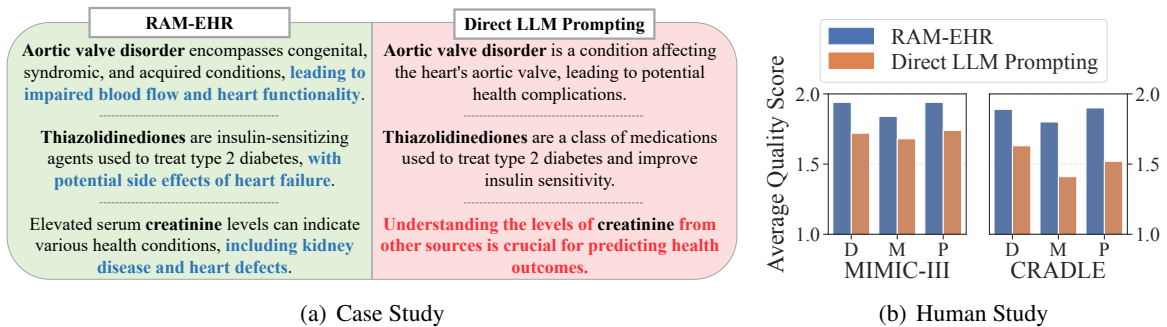 RAM-EHR
Aortic valve disorder encompasses congenital,
syndromic, and acquired conditions, leading to
impaired blood flow and heart functionality.
Thiazolidinediones are insulin-sensitizing
agents used to treat type 2 diabetes, with
potential side effects of heart failure.
Elevated serum creatinine levels can indicate
various health conditions, including kidney
disease and heart defects.
Direct LLM Prompting
Aortic valve disorder is a condition affecting
the heart's aortic valve, leading to potential
health complications.
Thiazolidinediones are a class of medications
used to treat type 2 diabetes and improve
insulin sensitivity.
Understanding the levels of creatinine from
other sources is crucial for predicting health
outcomes.
(a) Case Study
RAM-EHR
Direct LLM Prompting
Average Quality Score
2.0
1.5
1.0
D M P
MIMIC-III
D M P
CRADLE
2.0
1.5
1.0
(b) Human Study